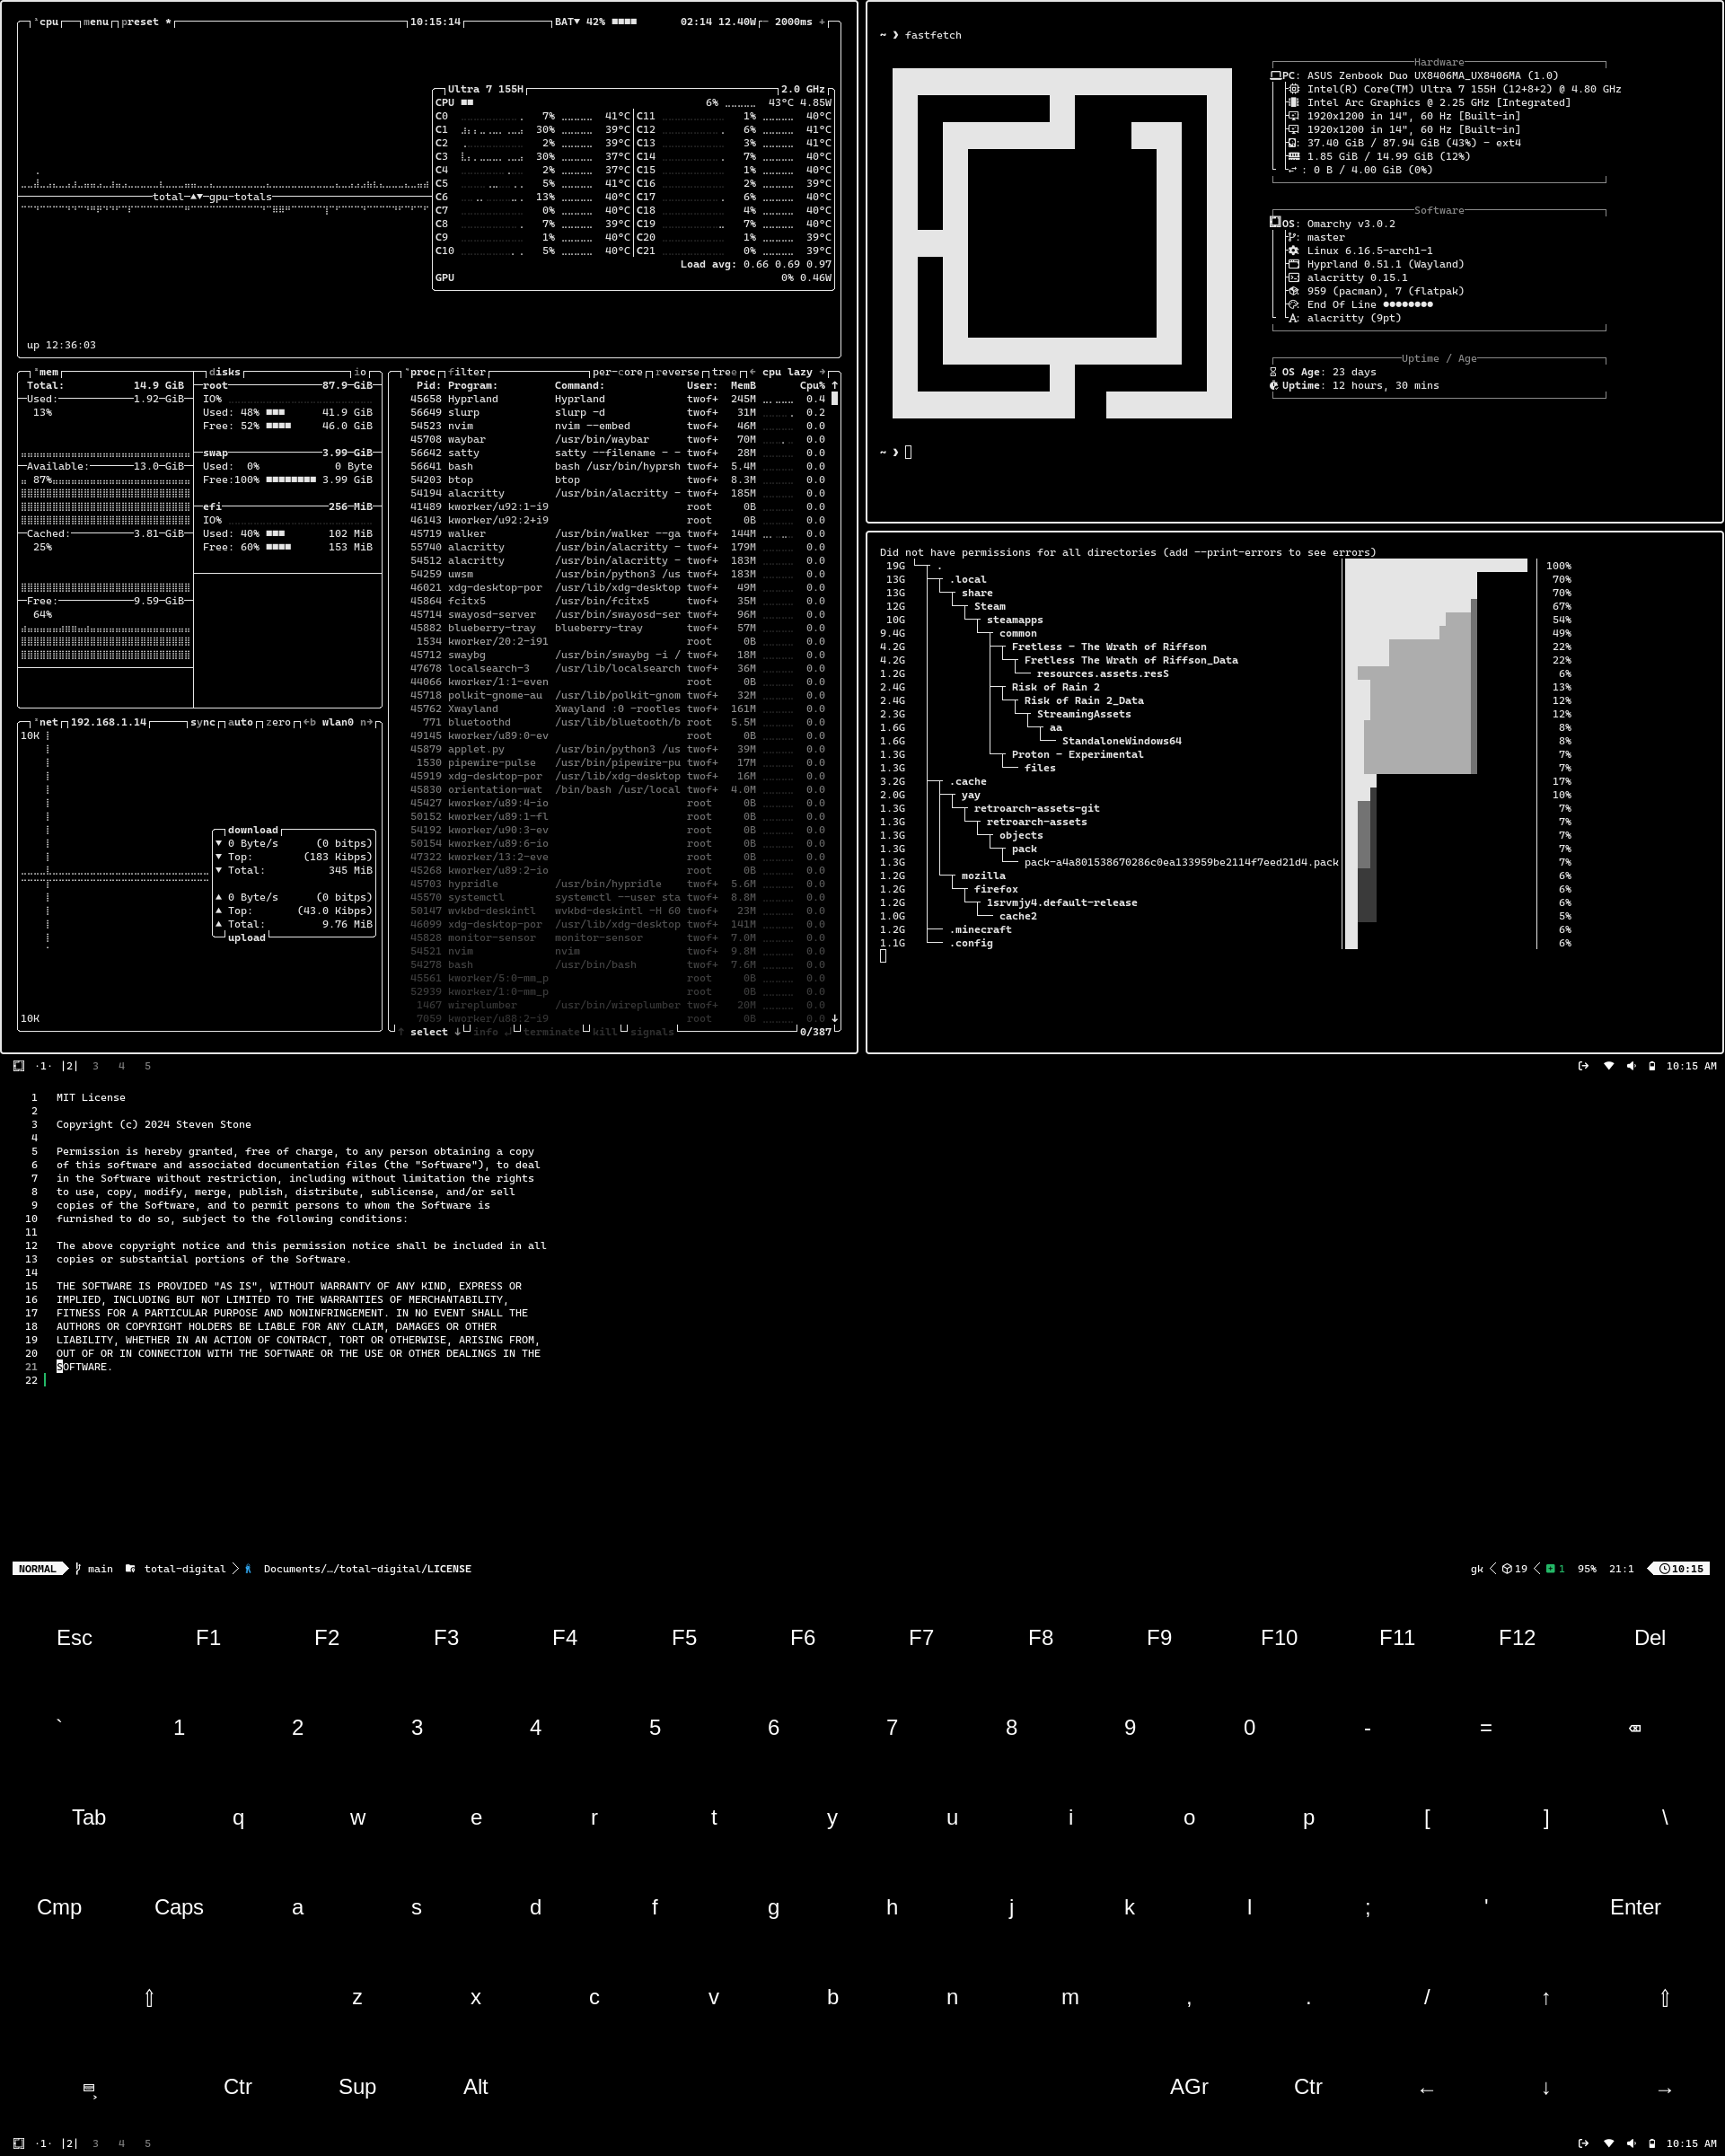 cpu menu preset * 10:15:14 BAT▼ 42% ■■■■ 02:14 12.40W - 2000ms +
Ultra 7 155H 2.0 GHz
CPU ■■ 6% 43°C 4.85W
C0 7% 41°C C11 1% 40°C
C1 30% 39°C C12 6% 41°C
C2 2% 39°C C13 3% 41°C
C3 30% 37°C C14 7% 40°C
C4 2% 37°C C15 1% 40°C
C5 5% 41°C C16 2% 39°C
C6 13% 40°C C17 6% 40°C
C7 0% 40°C C18 4% 40°C
C8 7% 39°C C19 7% 40°C
C9 1% 40°C C20 1% 39°C
C10 5% 40°C C21 0% 39°C
Load avg: 0.66 0.69 0.97
GPU 0% 0.46W
total ▲▼ gpu-totals
up 12:36:03
mem
Total: 14.9 GiB
Used: 1.92 GiB
13%
Available: 13.0 GiB
87%
Cached: 3.81 GiB
25%
Free: 9.59 GiB
64%
disks io
root 87.9 GiB
IO%
Used: 48% ■■■ 41.9 GiB
Free: 52% ■■■■ 46.0 GiB
swap 3.99 GiB
Used: 0% 0 Byte
Free:100% ■■■■■■■■ 3.99 GiB
efi 256 MiB
IO%
Used: 40% ■■■ 102 MiB
Free: 60% ■■■■ 153 MiB
net 192.168.1.14 sync auto zero ←b wlan0 n→
10K
download
▼ 0 Byte/s (0 bitps)
▼ Top: (183 Kibps)
▼ Total: 345 MiB
▲ 0 Byte/s (0 bitps)
▲ Top: (43.0 Kibps)
▲ Total: 9.76 MiB
upload
10K
proc filter per-core reverse tree ← cpu lazy →
Pid: Program: Command: User: MemB Cpu% ↑
45658 Hyprland Hyprland twof+ 245M 0.4
56649 slurp slurp -d twof+ 31M 0.2
54523 nvim nvim --embed twof+ 46M 0.0
45708 waybar /usr/bin/waybar twof+ 70M 0.0
56642 satty satty --filename - - twof+ 28M 0.0
56641 bash bash /usr/bin/hyprsh twof+ 5.4M 0.0
54203 btop btop twof+ 8.3M 0.0
54194 alacritty /usr/bin/alacritty - twof+ 185M 0.0
41489 kworker/u92:1-i9 root 0B 0.0
46143 kworker/u92:2+i9 root 0B 0.0
45719 walker /usr/bin/walker --ga twof+ 144M 0.0
55740 alacritty /usr/bin/alacritty - twof+ 179M 0.0
54512 alacritty /usr/bin/alacritty - twof+ 183M 0.0
54259 uwsm /usr/bin/python3 /us twof+ 183M 0.0
46021 xdg-desktop-por /usr/lib/xdg-desktop twof+ 49M 0.0
45864 fcitx5 /usr/bin/fcitx5 twof+ 35M 0.0
45714 swayosd-server /usr/bin/swayosd-ser twof+ 96M 0.0
45882 blueberry-tray blueberry-tray twof+ 57M 0.0
1534 kworker/20:2-i91 root 0B 0.0
45712 swaybg /usr/bin/swaybg -i / twof+ 18M 0.0
47678 localsearch-3 /usr/lib/localsearch twof+ 36M 0.0
44066 kworker/1:1-even root 0B 0.0
45718 polkit-gnome-au /usr/lib/polkit-gnom twof+ 32M 0.0
45762 Xwayland Xwayland :0 -rootles twof+ 161M 0.0
771 bluetoothd /usr/lib/bluetooth/b root 5.5M 0.0
49145 kworker/u89:0-ev root 0B 0.0
45879 applet.py /usr/bin/python3 /us twof+ 39M 0.0
1530 pipewire-pulse /usr/bin/pipewire-pu twof+ 17M 0.0
45919 xdg-desktop-por /usr/lib/xdg-desktop twof+ 16M 0.0
45830 orientation-wat /bin/bash /usr/local twof+ 4.0M 0.0
45427 kworker/u89:4-io root 0B 0.0
50152 kworker/u89:1-fl root 0B 0.0
54192 kworker/u90:3-ev root 0B 0.0
50154 kworker/u89:6-io root 0B 0.0
47322 kworker/13:2-eve root 0B 0.0
45268 kworker/u89:2-io root 0B 0.0
45703 hypridle /usr/bin/hypridle twof+ 5.6M 0.0
45570 systemctl systemctl --user sta twof+ 8.8M 0.0
50147 wvkbd-deskintl wvkbd-deskintl -H 60 twof+ 23M 0.0
46099 xdg-desktop-por /usr/lib/xdg-desktop twof+ 141M 0.0
45828 monitor-sensor monitor-sensor twof+ 7.0M 0.0
54521 nvim nvim twof+ 9.8M 0.0
54278 bash /usr/bin/bash twof+ 7.6M 0.0
45561 kworker/5:0-mm_p root 0B 0.0
52939 kworker/1:0-mm_p root 0B 0.0
1467 wireplumber /usr/bin/wireplumber twof+ 20M 0.0
7059 kworker/u88:2-i9 root 0B 0.0 ↓
↑ select ↓ info ↲ terminate kill signals 0/387
~ ❯ fastfetch
Hardware
PC: ASUS Zenbook Duo UX8406MA_UX8406MA (1.0)
: Intel(R) Core(TM) Ultra 7 155H (12+8+2) @ 4.80 GHz
: Intel Arc Graphics @ 2.25 GHz [Integrated]
: 1920x1200 in 14", 60 Hz [Built-in]
: 1920x1200 in 14", 60 Hz [Built-in]
: 37.40 GiB / 87.94 GiB (43%) - ext4
: 1.85 GiB / 14.99 GiB (12%)
: 0 B / 4.00 GiB (0%)
Software
OS: Omarchy v3.0.2
: master
: Linux 6.16.5-arch1-1
: Hyprland 0.51.1 (Wayland)
: alacritty 0.15.1
: 959 (pacman), 7 (flatpak)
: End Of Line ●●●●●●●●
: alacritty (9pt)
Uptime / Age
OS Age: 23 days
Uptime: 12 hours, 30 mins
~ ❯
Did not have permissions for all directories (add --print-errors to see errors)
19G . 100%
13G .local 70%
13G share 70%
12G Steam 67%
10G steamapps 54%
9.4G common 49%
4.2G Fretless - The Wrath of Riffson 22%
4.2G Fretless The Wrath of Riffson_Data 22%
1.2G resources.assets.resS 6%
2.4G Risk of Rain 2 13%
2.4G Risk of Rain 2_Data 12%
2.3G StreamingAssets 12%
1.6G aa 8%
1.6G StandaloneWindows64 8%
1.3G Proton - Experimental 7%
1.3G files 7%
3.2G .cache 17%
2.0G yay 10%
1.3G retroarch-assets-git 7%
1.3G retroarch-assets 7%
1.3G objects 7%
1.3G pack 7%
1.3G pack-a4a801538670286c0ea133959be2114f7eed21d4.pack 7%
1.2G mozilla 6%
1.2G firefox 6%
1.2G 1srvmjy4.default-release 6%
1.0G cache2 5%
1.2G .minecraft 6%
1.1G .config 6%
·1· |2| 3 4 5 10:15 AM
1 MIT License
2
3 Copyright (c) 2024 Steven Stone
4
5 Permission is hereby granted, free of charge, to any person obtaining a copy
6 of this software and associated documentation files (the "Software"), to deal
7 in the Software without restriction, including without limitation the rights
8 to use, copy, modify, merge, publish, distribute, sublicense, and/or sell
9 copies of the Software, and to permit persons to whom the Software is
10 furnished to do so, subject to the following conditions:
11
12 The above copyright notice and this permission notice shall be included in all
13 copies or substantial portions of the Software.
14
15 THE SOFTWARE IS PROVIDED "AS IS", WITHOUT WARRANTY OF ANY KIND, EXPRESS OR
16 IMPLIED, INCLUDING BUT NOT LIMITED TO THE WARRANTIES OF MERCHANTABILITY,
17 FITNESS FOR A PARTICULAR PURPOSE AND NONINFRINGEMENT. IN NO EVENT SHALL THE
18 AUTHORS OR COPYRIGHT HOLDERS BE LIABLE FOR ANY CLAIM, DAMAGES OR OTHER
19 LIABILITY, WHETHER IN AN ACTION OF CONTRACT, TORT OR OTHERWISE, ARISING FROM,
20 OUT OF OR IN CONNECTION WITH THE SOFTWARE OR THE USE OR OTHER DEALINGS IN THE
21 SOFTWARE.
22
NORMAL main total-digital Documents/…/total-digital/LICENSE gk 19 1 95% 21:1 10:15
Esc F1 F2 F3 F4 F5 F6 F7 F8 F9 F10 F11 F12 Del
` 1 2 3 4 5 6 7 8 9 0 - = ⌫
Tab q w e r t y u i o p [ ] \
Cmp Caps a s d f g h j k l ; ' Enter
⇧ z x c v b n m , . / ↑ ⇧
Ctr Sup Alt AGr Ctr ← ↓ →
·1· |2| 3 4 5 10:15 AM